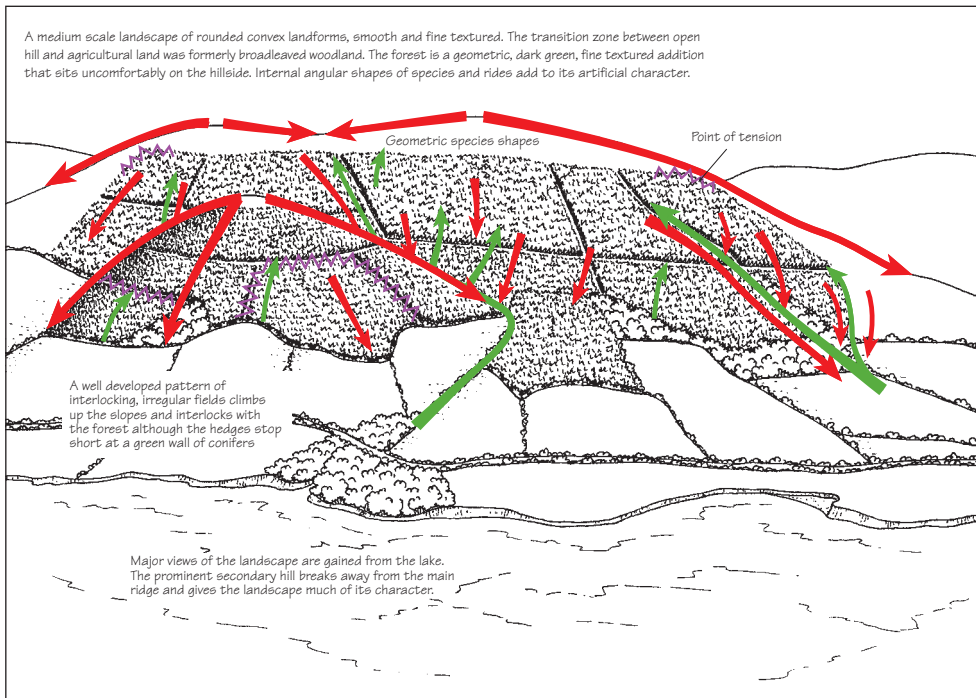 A medium scale landscape of rounded convex landforms, smooth and fine textured. The transition zone between open
hill and agricultural land was formerly broadleaved woodland. The forest is a geometric, dark green, fine textured addition
that sits uncomfortably on the hillside. Internal angular shapes of species and rides add to its artificial character.
Geometric species shapes
Point of tension
A well developed pattern of
interlocking, irregular fields climbs
up the slopes and interlocks with
the forest although the hedges stop
short at a green wall of conifers
Major views of the landscape are gained from the lake.
The prominent secondary hill breaks away from the main
ridge and gives the landscape much of its character.